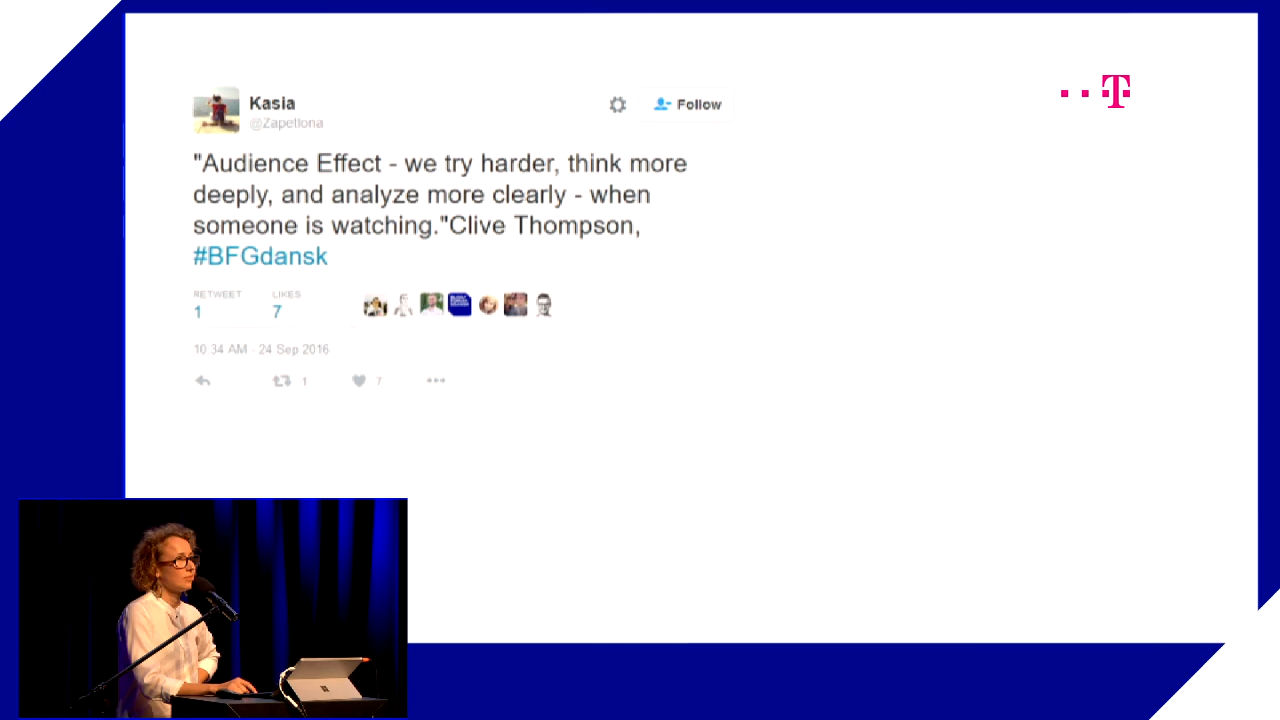 Kasia
@Zapetlona
Follow
T
"Audience Effect - we try harder, think more
deeply, and analyze more clearly - when
someone is watching."Clive Thompson,
#BFGdansk
RETWEET
LIKES
1
7
10:34 AM - 24 Sep 2016
1
7